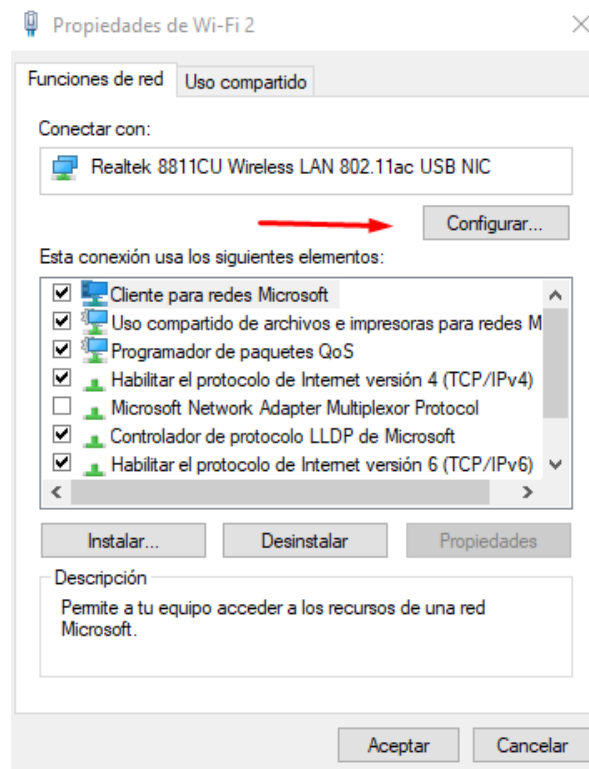 Propiedades de Wi-Fi 2
Funciones de red Uso compartido
Conectar con:
Realtek 8811CU Wireless LAN 802.11ac USB NIC
Configurar...
Esta conexión usa los siguientes elementos:
Cliente para redes Microsoft
Uso compartido de archivos e impresoras para redes M
Programador de paquetes QoS
Habilitar el protocolo de Internet versión 4 (TCP/IPv4)
Microsoft Network Adapter Multiplexor Protocol
Controlador de protocolo LLDP de Microsoft
Habilitar el protocolo de Internet versión 6 (TCP/IPv6)
Instalar... Desinstalar Propiedades
Descripción
Permite a tu equipo acceder a los recursos de una red
Microsoft.
Aceptar Cancelar